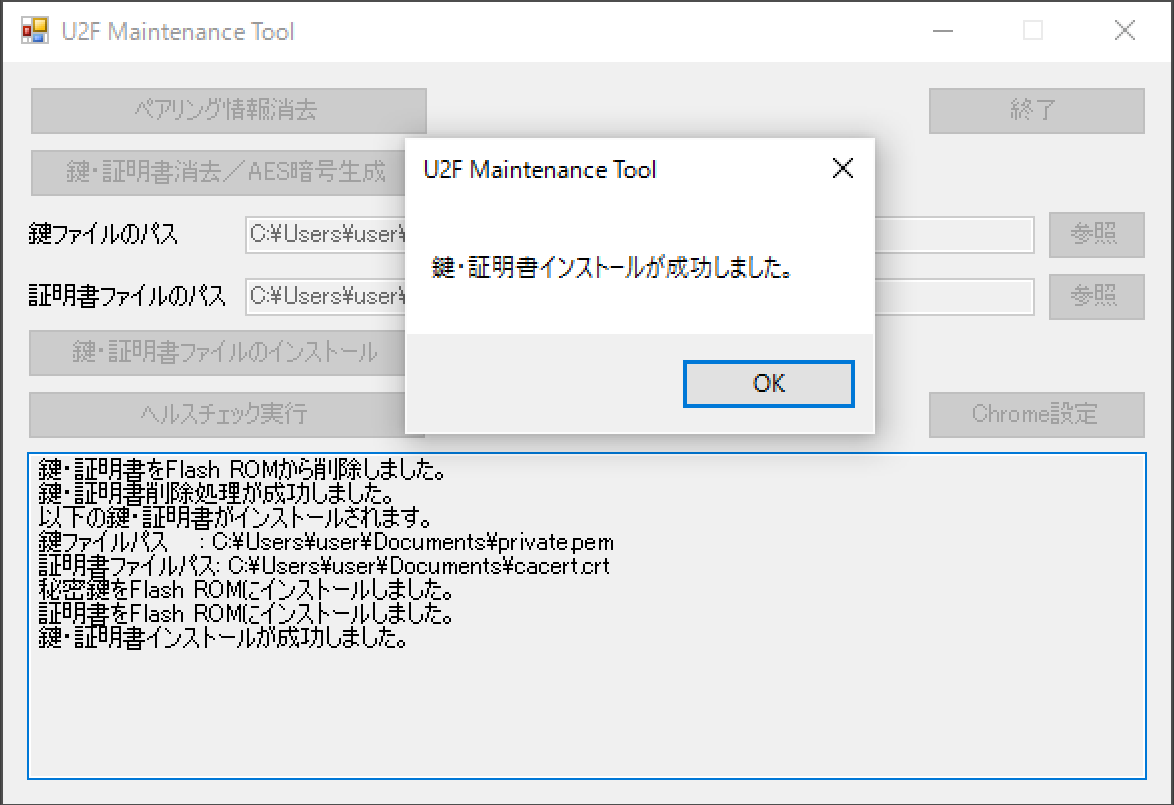 U2F Maintenance Tool
ペアリング情報消去
終了
鍵・証明書消去／AES暗号生成
鍵ファイルのパス
C:¥Users¥user¥
参照
証明書ファイルのパス
C:¥Users¥user¥
参照
鍵・証明書ファイルのインストール
ヘルスチェック実行
Chrome設定
U2F Maintenance Tool
鍵・証明書インストールが成功しました。
OK
鍵・証明書をFlash ROMから削除しました。
鍵・証明書削除処理が成功しました。
以下の鍵・証明書がインストールされます。
鍵ファイルパス　: C:¥Users¥user¥Documents¥private.pem
証明書ファイルパス: C:¥Users¥user¥Documents¥cacert.crt
秘密鍵をFlash ROMにインストールしました。
証明書をFlash ROMにインストールしました。
鍵・証明書インストールが成功しました。